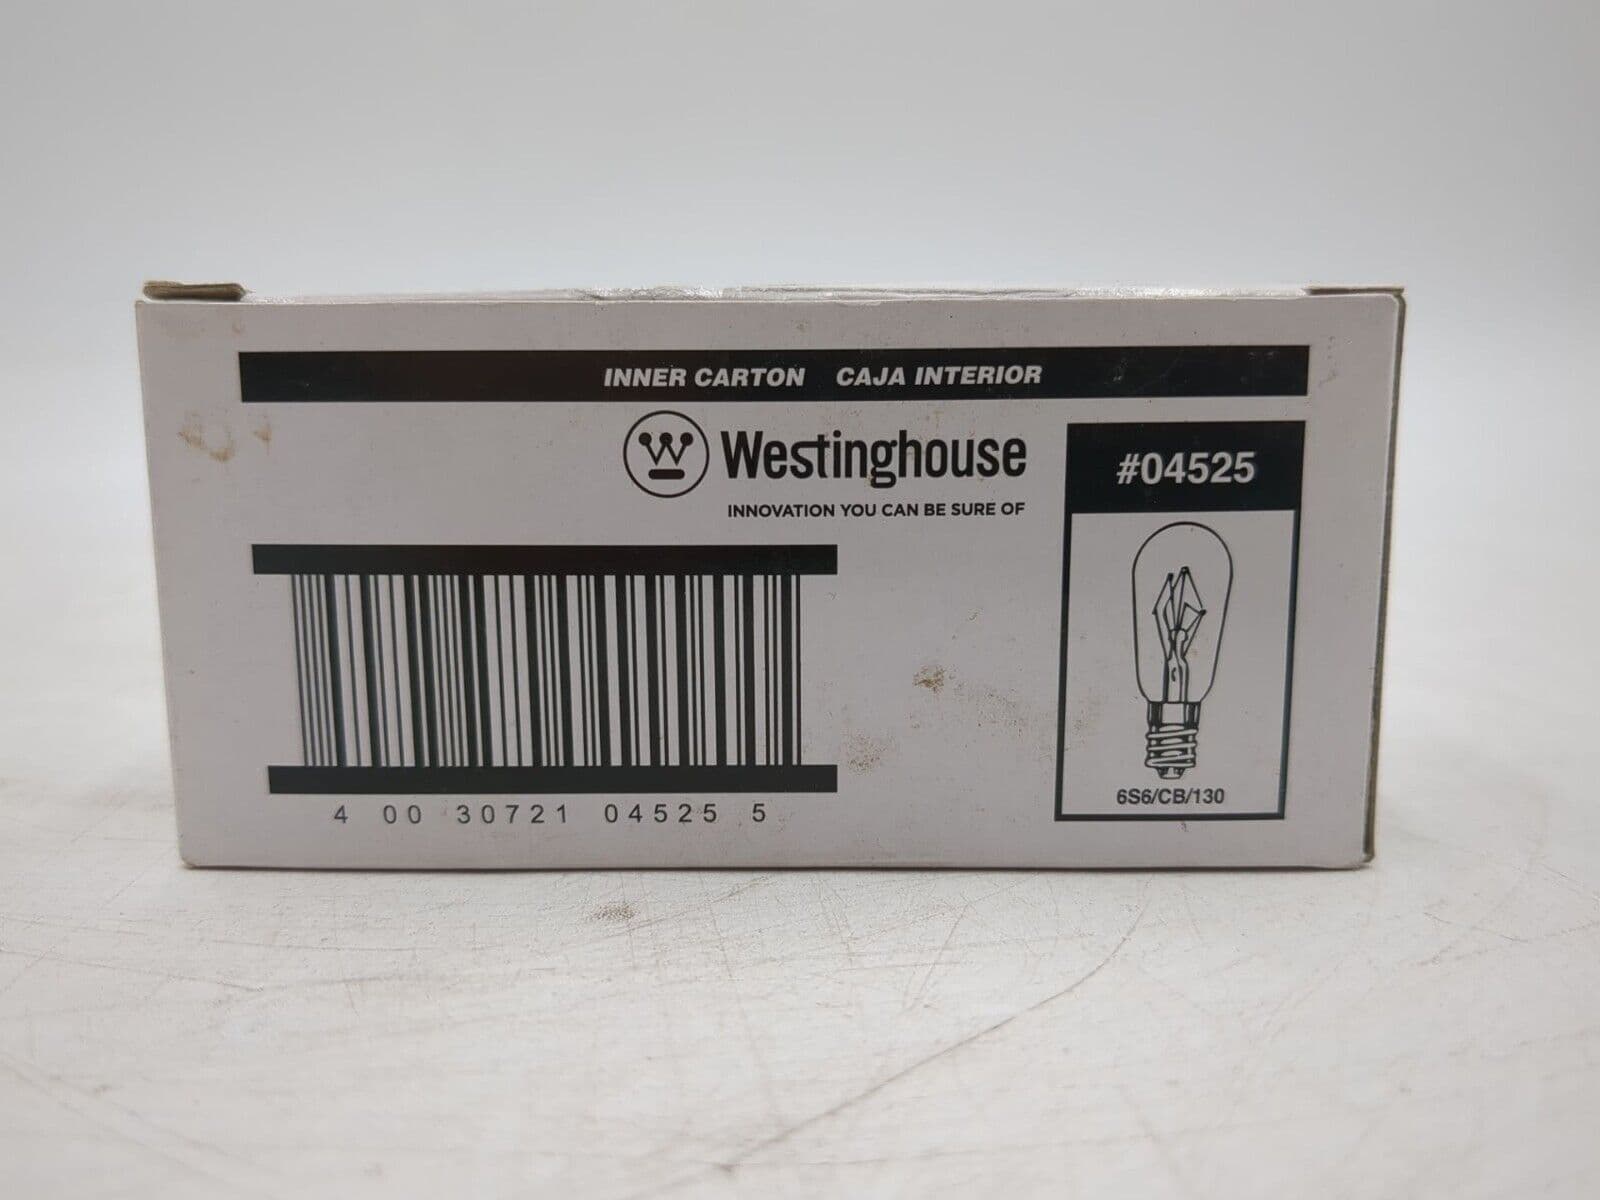 INNER CARTON CAJA INTERIOR
W Westinghouse
INNOVATION YOU CAN BE SURE OF
#04525
6S6/CB/130
4 00 30721 04525 5